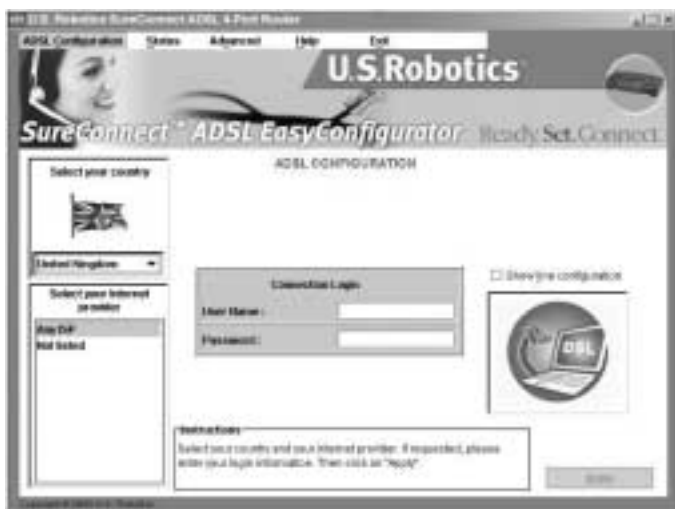 U.S. Robotics SureConnect ADSL 4-Port Router
ADSL Configuration Status Advanced Help Exit
U.S.Robotics
SureConnect™ ADSL EasyConfigurator Ready. Set. Connect.
ADSL CONFIGURATION
Select your country
United Kingdom
Select your Internet
provider
Any ISP
Not listed
Connection Login
User Name :
Password :
Show line configuration
DSL
Instructions
Select your country and your Internet provider. If requested, please
enter your login information. Then click on "Apply".